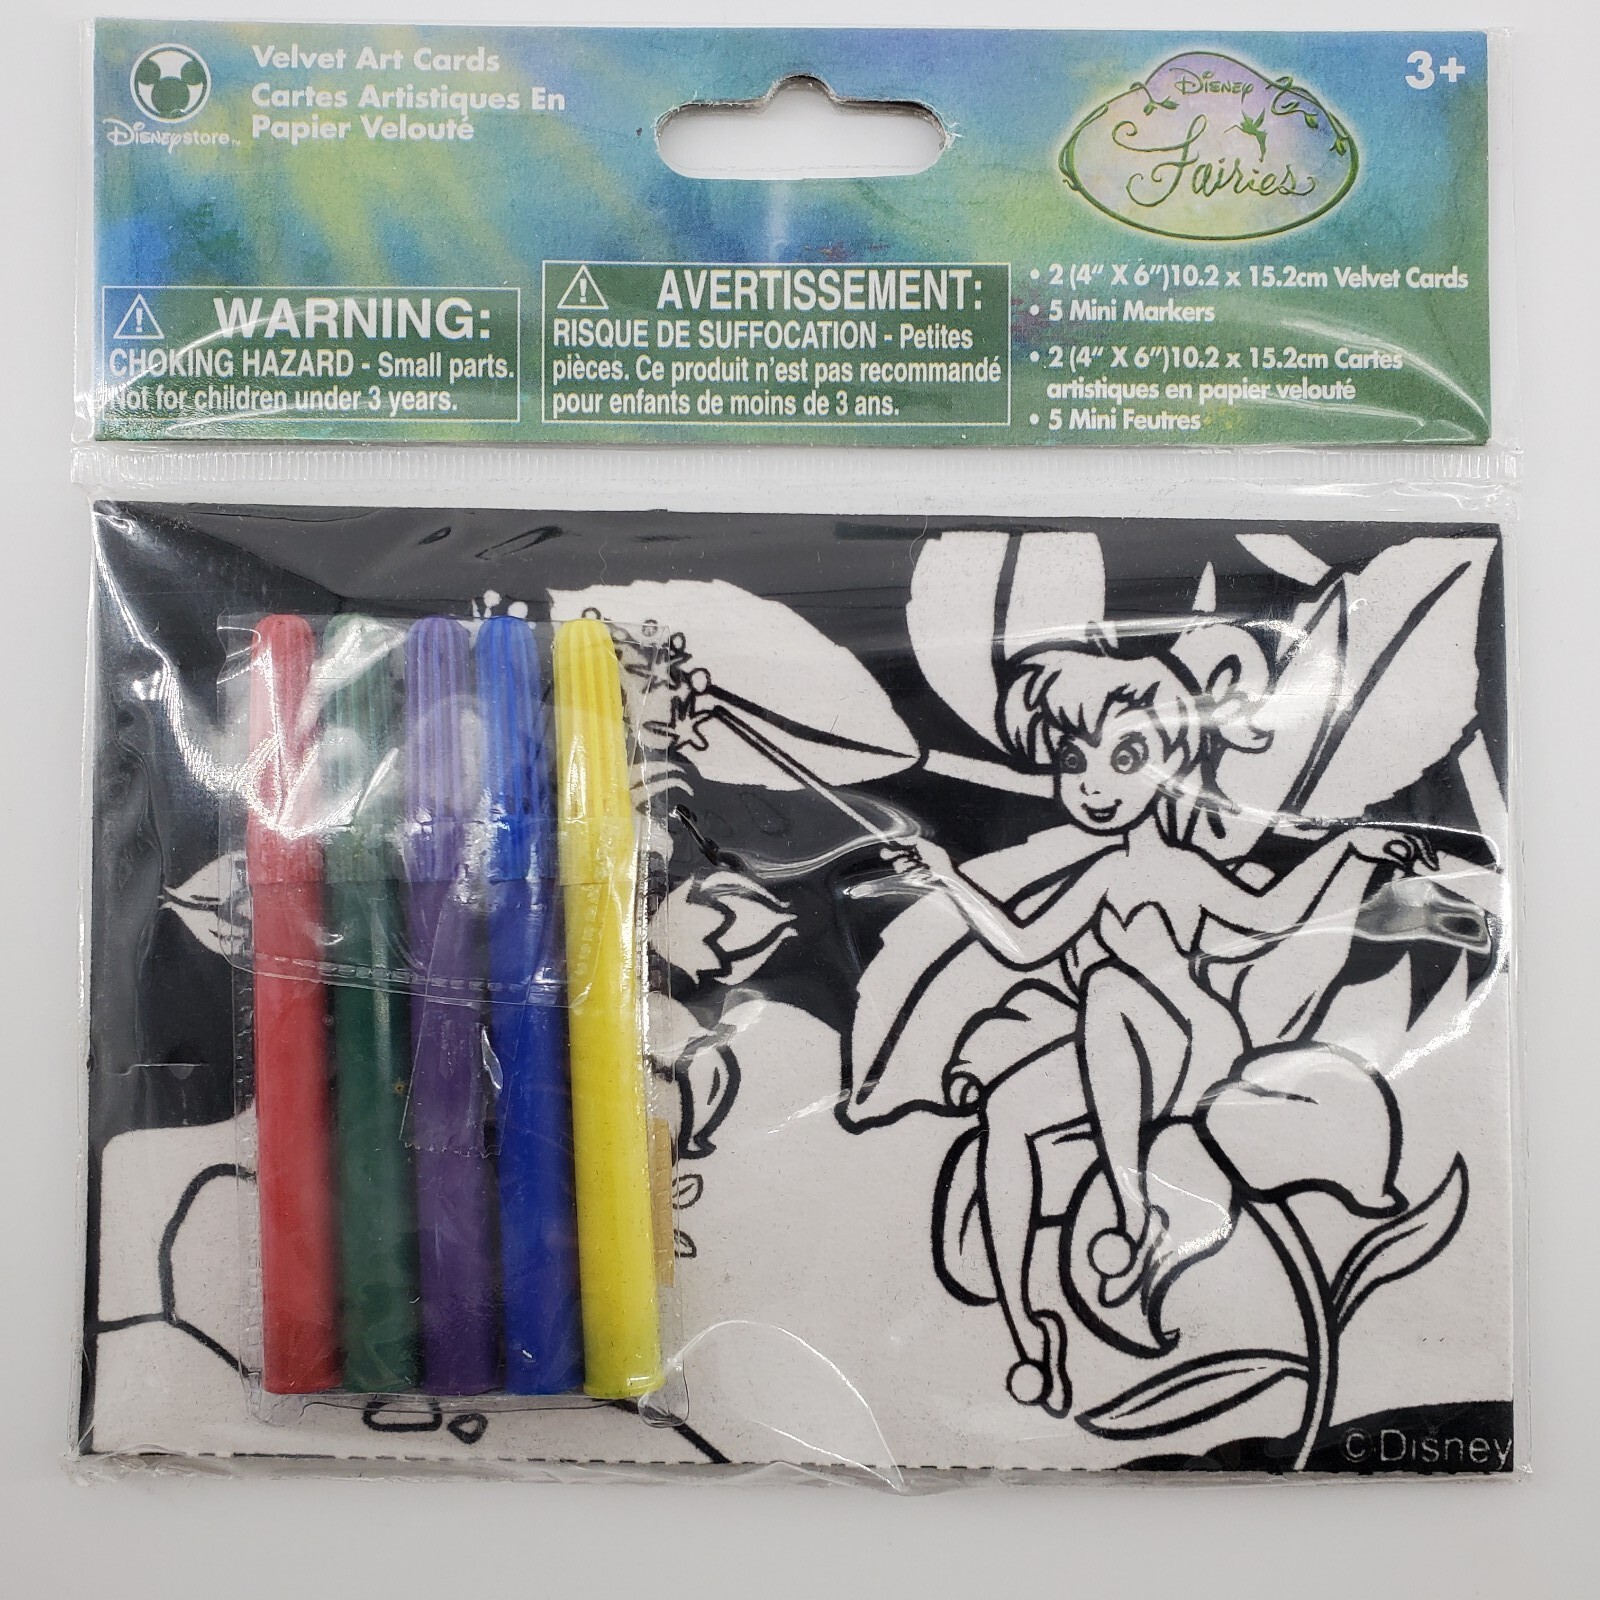 Velvet Art Cards
Cartes Artistiques En
Papier Velouté
DISNEYstore™
DISNEY
Fairies
3+
WARNING:
CHOKING HAZARD - Small parts.
Not for children under 3 years.
AVERTISSEMENT:
RISQUE DE SUFFOCATION - Petites
pièces. Ce produit n'est pas recommandé
pour enfants de moins de 3 ans.
• 2 (4" X 6")10.2 x 15.2cm Velvet Cards
• 5 Mini Markers
• 2 (4" X 6")10.2 x 15.2cm Cartes
artistiques en papier velouté
• 5 Mini Feutres
©Disney